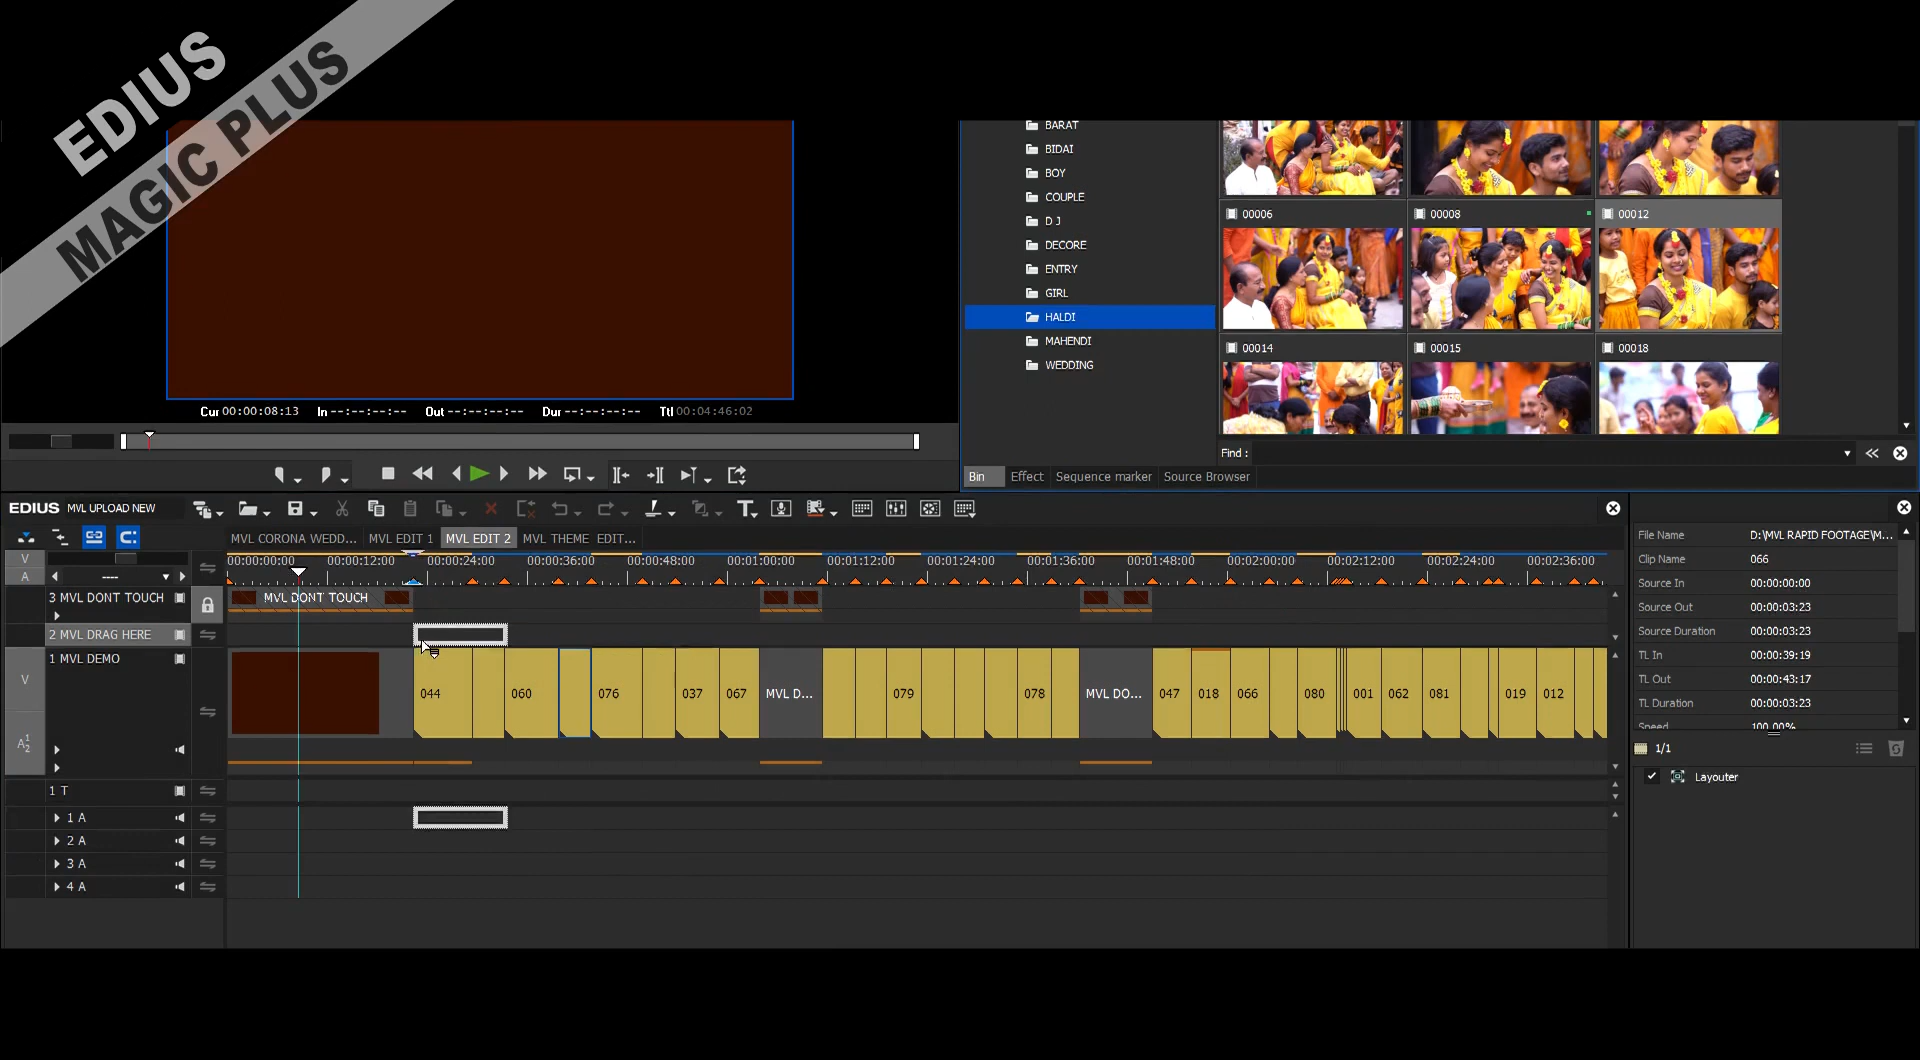 EDIUS
MAGIC PLUS
Cur 00:00:08:13 In --:--:--:-- Out --:--:--:-- Dur --:--:--:-- Ttl 00:04:46:02
BARAT
BIDAI
BOY
COUPLE
D J
DECORE
ENTRY
GIRL
HALDI
MAHENDI
WEDDING
00006 00008 00012
00014 00015 00018
Find :
Bin Effect Sequence marker Source Browser
EDIUS MVL UPLOAD NEW
MVL CORONA WEDD... MVL EDIT 1 MVL EDIT 2 MVL THEME EDIT...
V
A ----
00:00:00:00 00:00:12:00 00:00:24:00 00:00:36:00 00:00:48:00 00:01:00:00 00:01:12:00 00:01:24:00 00:01:36:00 00:01:48:00 00:02:00:00 00:02:12:00 00:02:24:00 00:02:36:00
3 MVL DONT TOUCH MVL DONT TOUCH
2 MVL DRAG HERE
1 MVL DEMO
V
044 060 076 037 067 MVL D... 079 078 MVL DO... 047 018 066 080 001 062 081 019 012
A 1 2
1 T
1 A
2 A
3 A
4 A
File Name D:\MVL RAPID FOOTAGE\M...
Clip Name 066
Source In 00:00:00:00
Source Out 00:00:03:23
Source Duration 00:00:03:23
TL In 00:00:39:19
TL Out 00:00:43:17
TL Duration 00:00:03:23
Speed 100.00%
1/1
Layouter